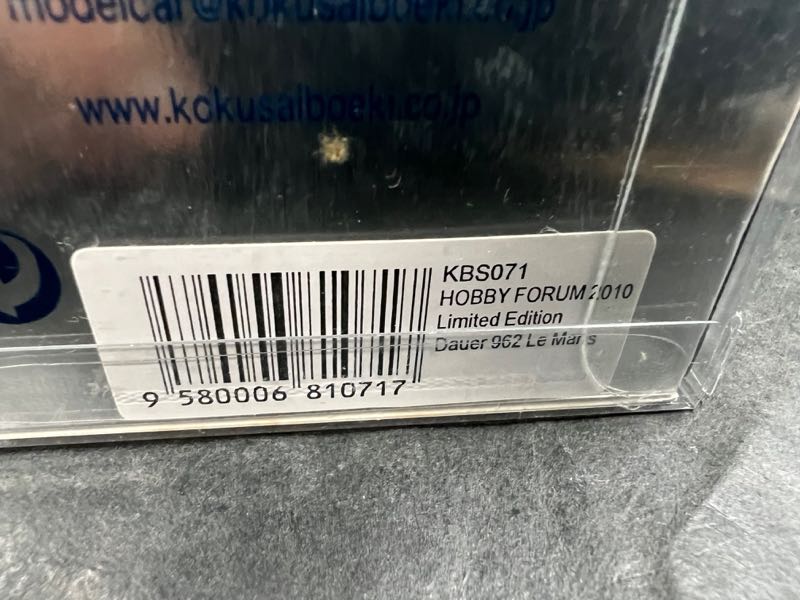 modelcar@kokusaiboeki.co.jp
www.kokusaiboeki.co.jp
KBS071
HOBBY FORUM 2010
Limited Edition
Dauer 962 Le Mans
9 580006 810717